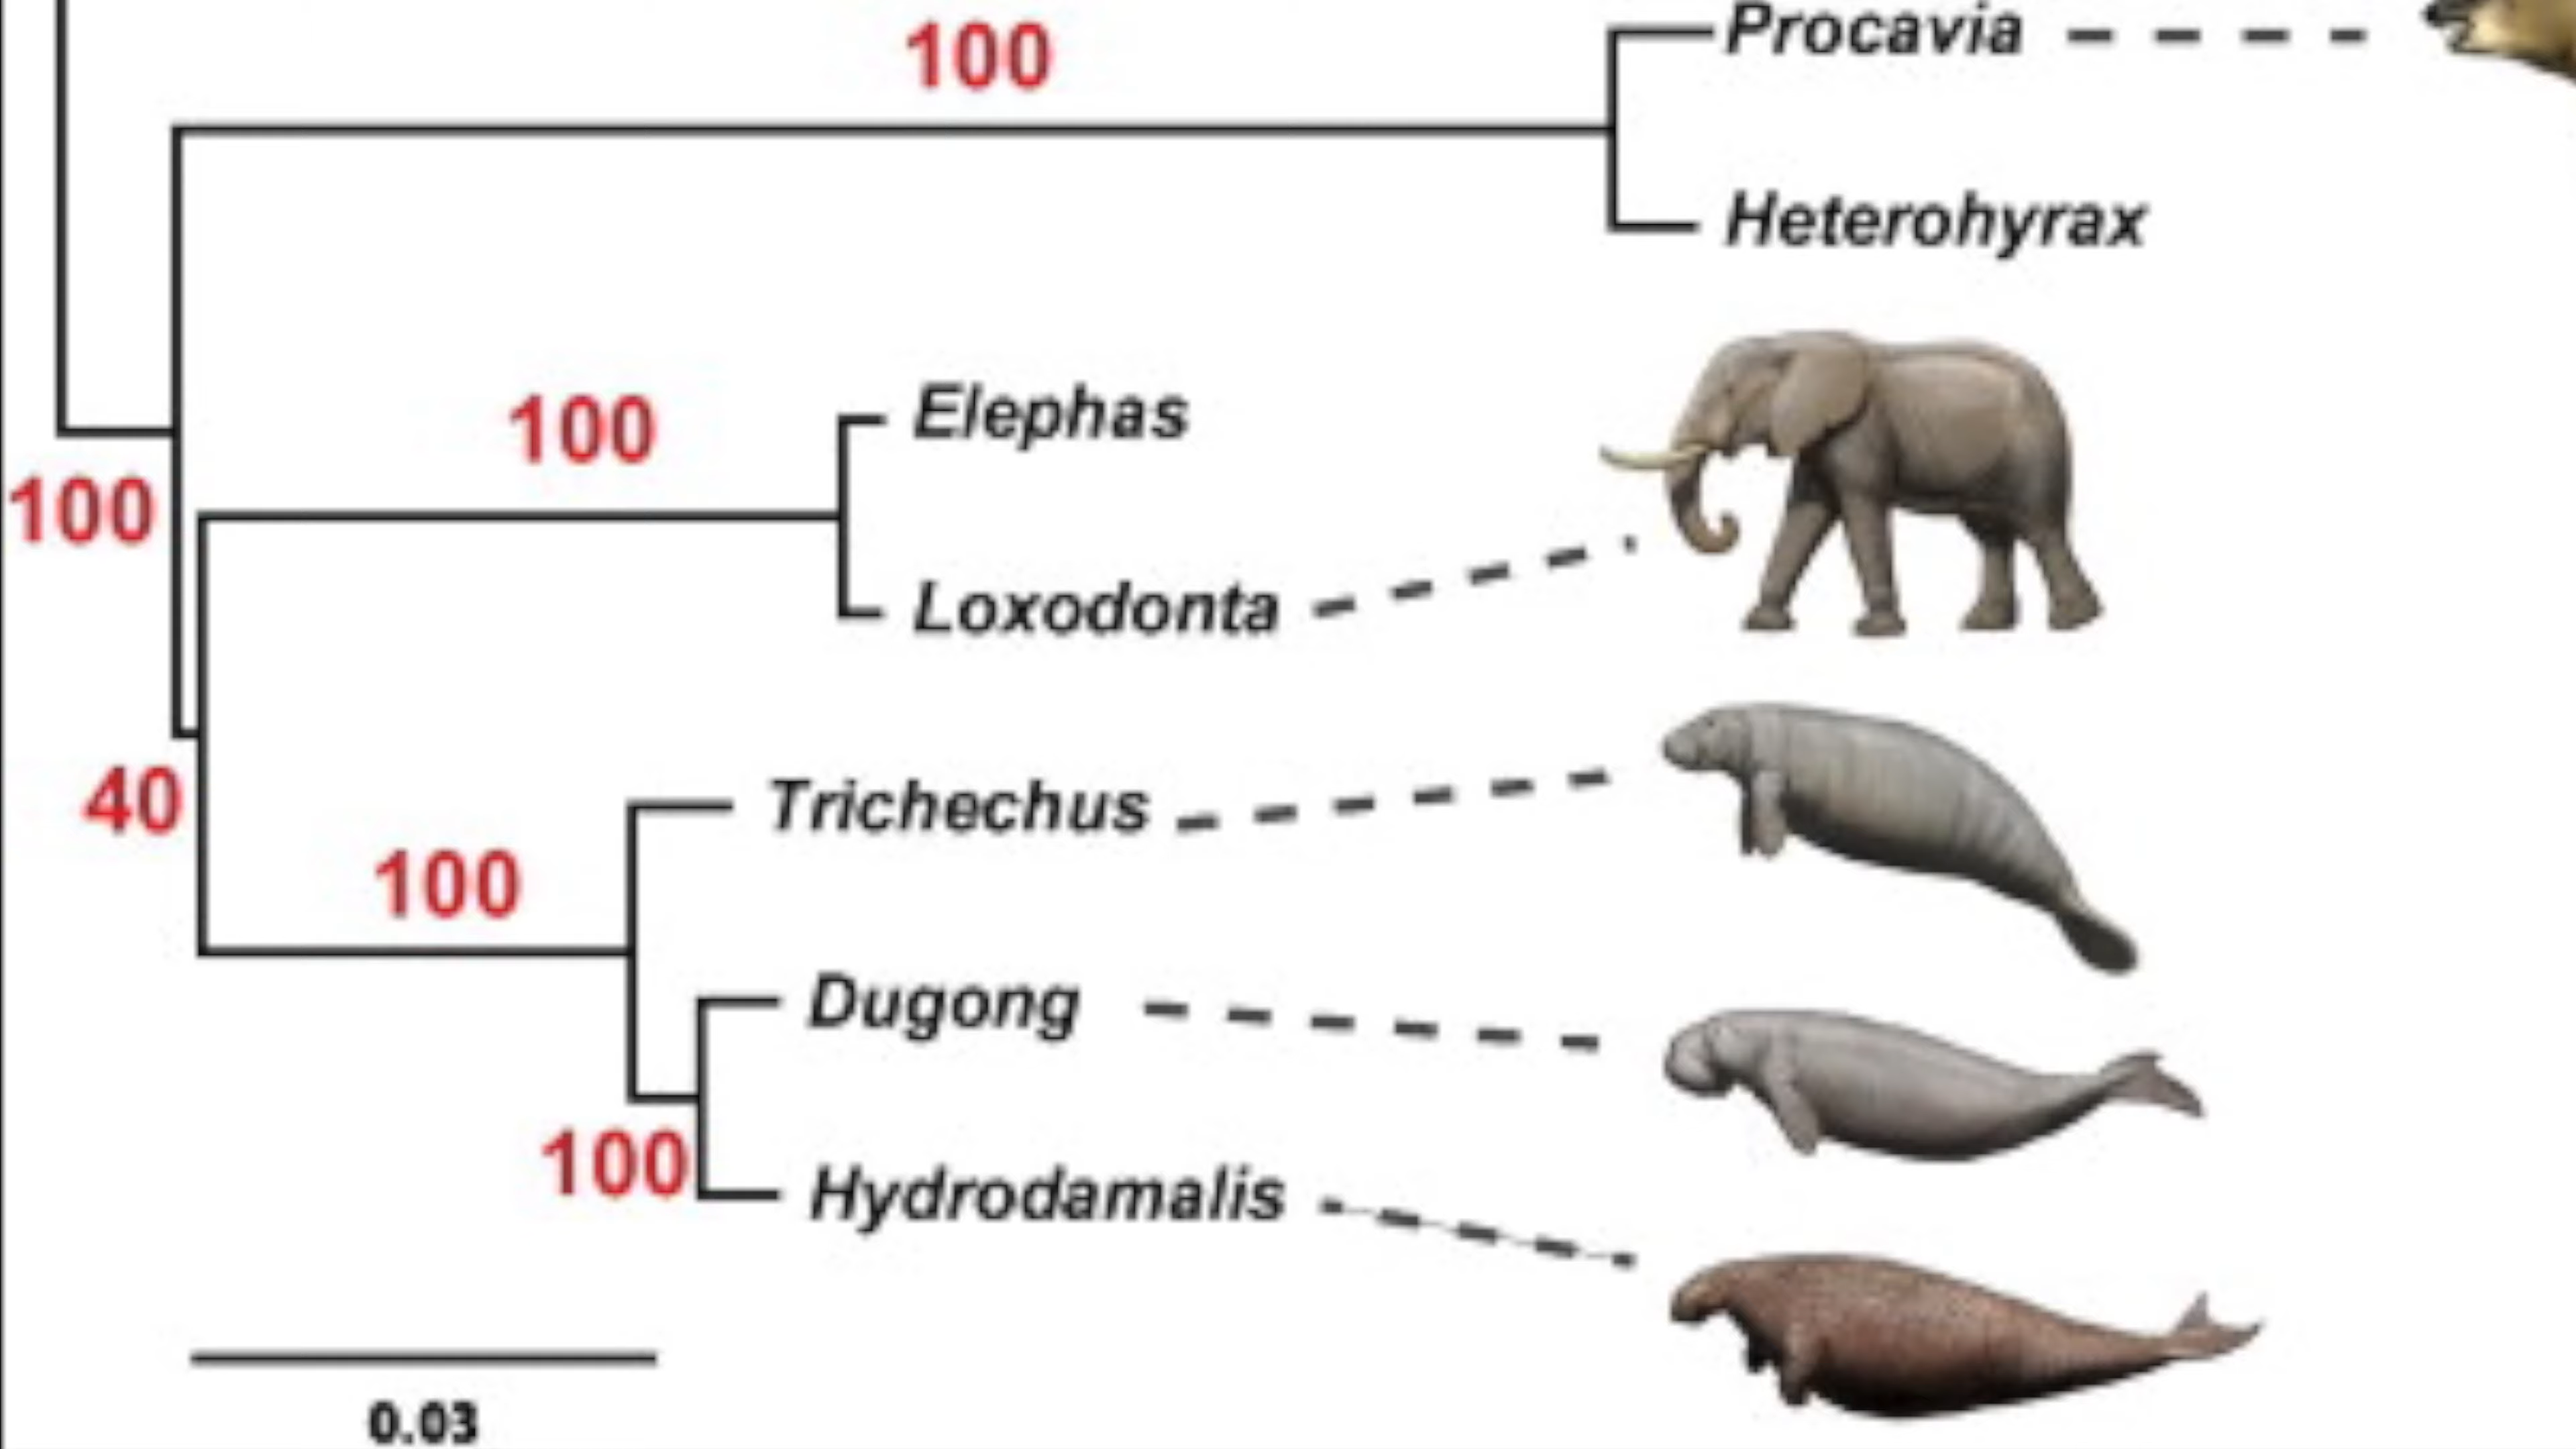 100
Procavia
Heterohyrax
100
Elephas
100
Loxodonta
40
Trichechus
100
Dugong
100
Hydrodamalis
0.03